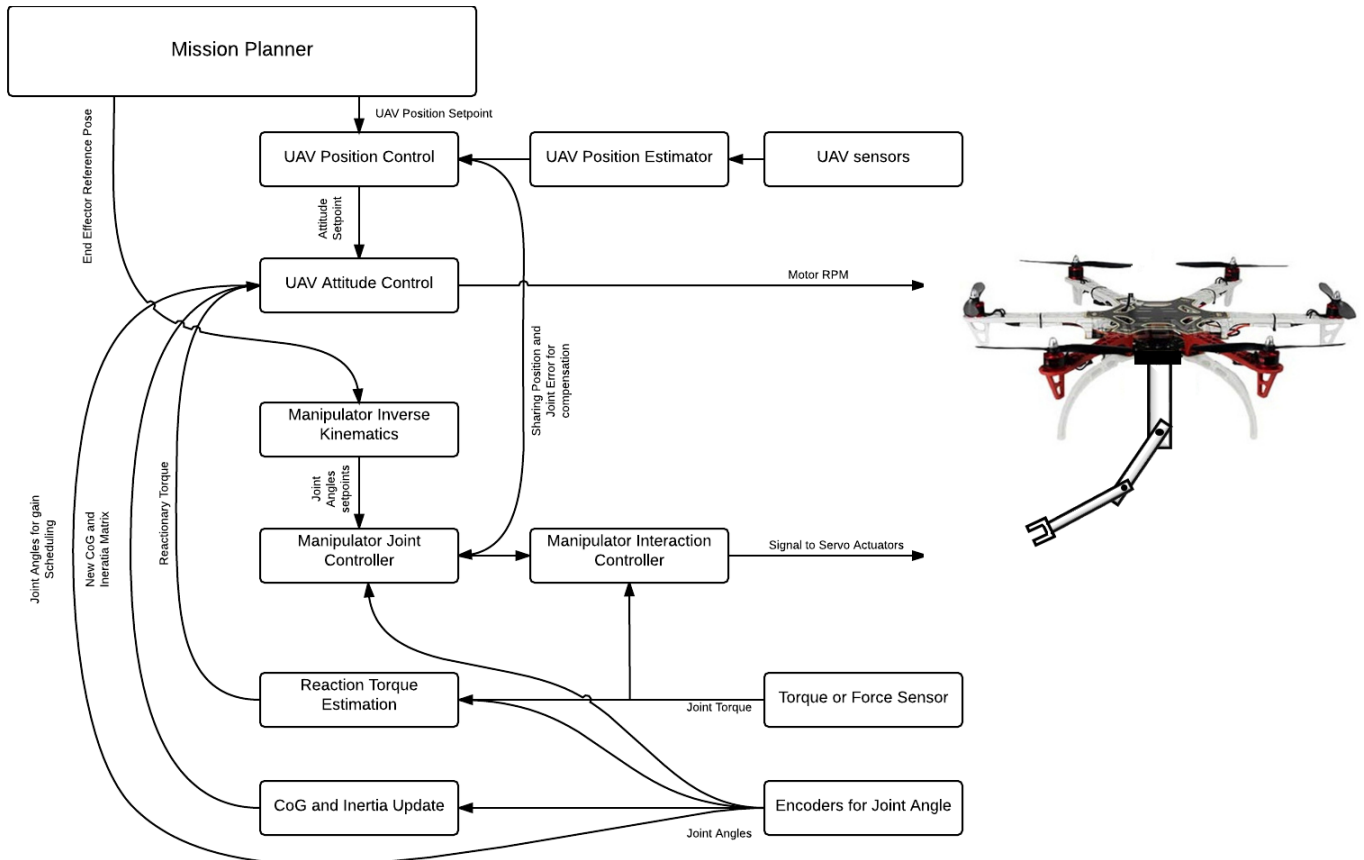 Mission Planner
End Effector Reference Pose
UAV Position Setpoint
UAV Position Control
UAV Position Estimator
UAV sensors
Attitude
Setpoint
UAV Attitude Control
Motor RPM
Sharing Position and
Joint Error for
compensation
Manipulator Inverse
Kinematics
Joint
Angles
setpoints
Joint Angles for gain
Scheduling
New CoG and
Ineratia Matrix
Reactionary Torque
Manipulator Joint
Controller
Manipulator Interaction
Controller
Signal to Servo Actuators
Reaction Torque
Estimation
Joint Torque
Torque or Force Sensor
CoG and Inertia Update
Joint Angles
Encoders for Joint Angle